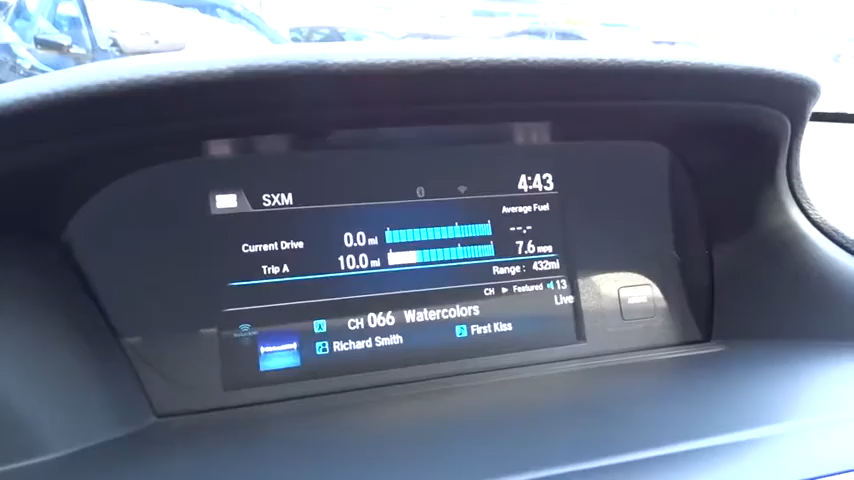 SXM 4:43
Average Fuel
Current Drive 0.0 mi --.-
Trip A 10.0 mi 7.6 mpg
Range : 432mi
CH ▶ Featured 13
CH 066 Watercolors Live
Richard Smith First Kiss